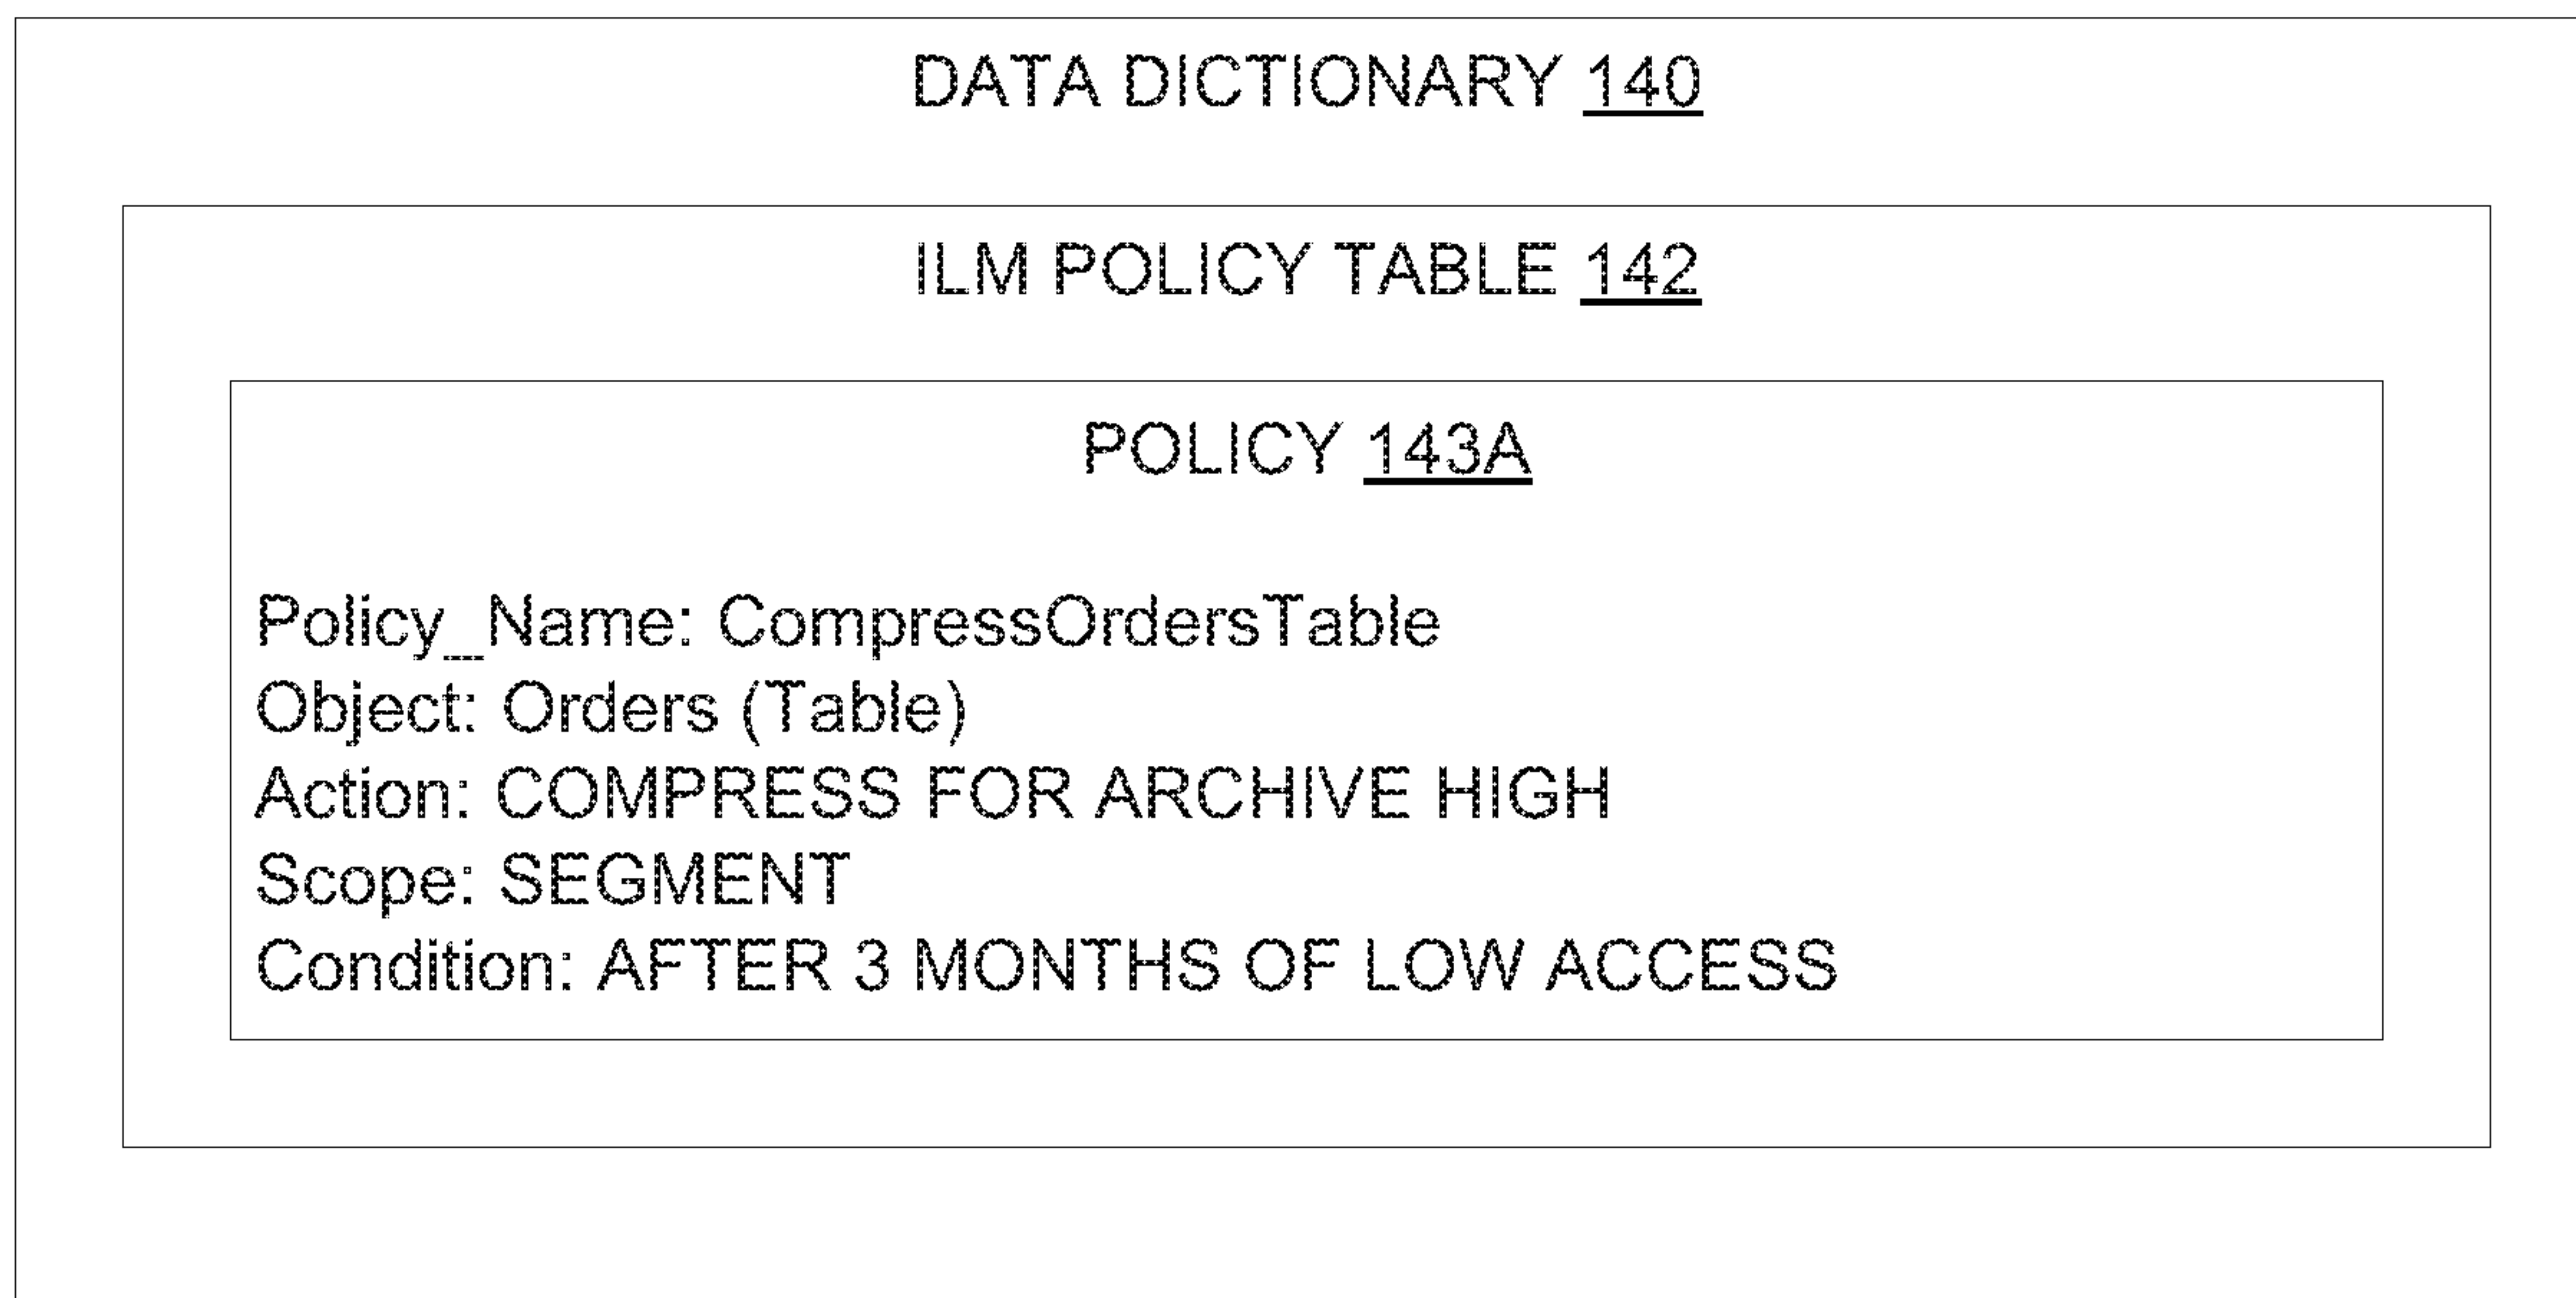 DATA DICTIONARY 140
ILM POLICY TABLE 142
POLICY 143A
Policy_Name: CompressOrdersTable
Object: Orders (Table)
Action: COMPRESS FOR ARCHIVE HIGH
Scope: SEGMENT
Condition: AFTER 3 MONTHS OF LOW ACCESS